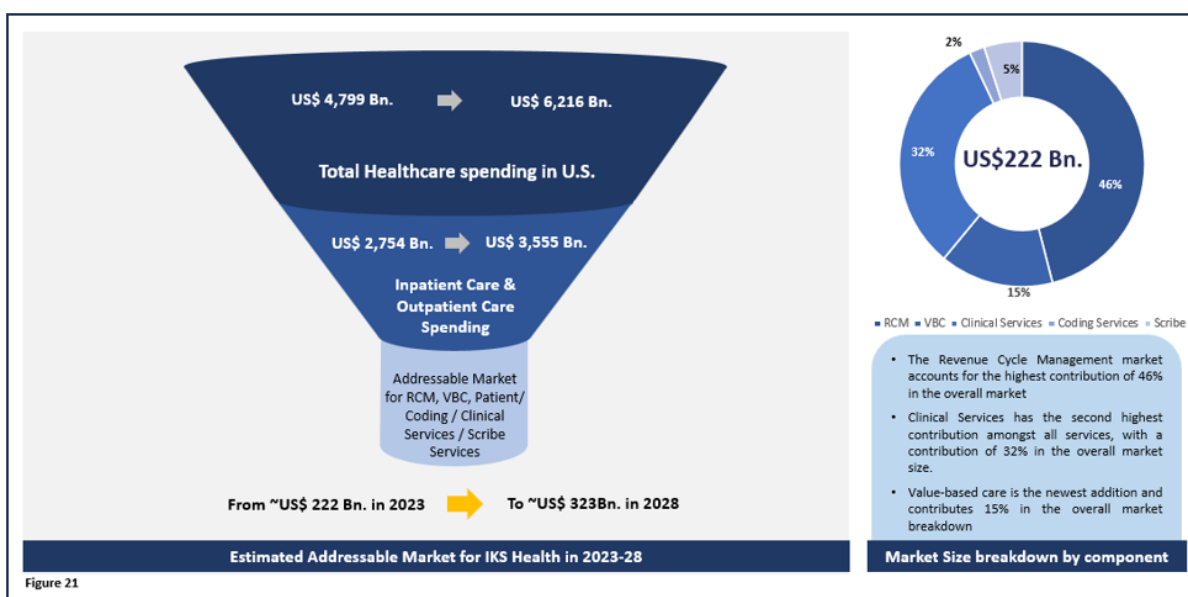 US$ 4,799 Bn.
US$ 6,216 Bn.
Total Healthcare spending in U.S.
US$ 2,754 Bn.
US$ 3,555 Bn.
Inpatient Care &
Outpatient Care
Spending
Addressable Market
for RCM, VBC, Patient/
Coding / Clinical
Services / Scribe
Services
From ~US$ 222 Bn. in 2023
To ~US$ 323Bn. in 2028
Estimated Addressable Market for IKS Health in 2023-28
2%
5%
32%
US$222 Bn.
46%
15%
RCM VBC Clinical Services Coding Services Scribe
• The Revenue Cycle Management market
accounts for the highest contribution of 46%
in the overall market
• Clinical Services has the second highest
contribution amongst all services, with a
contribution of 32% in the overall market
size.
• Value-based care is the newest addition and
contributes 15% in the overall market
breakdown
Market Size breakdown by component
Figure 21